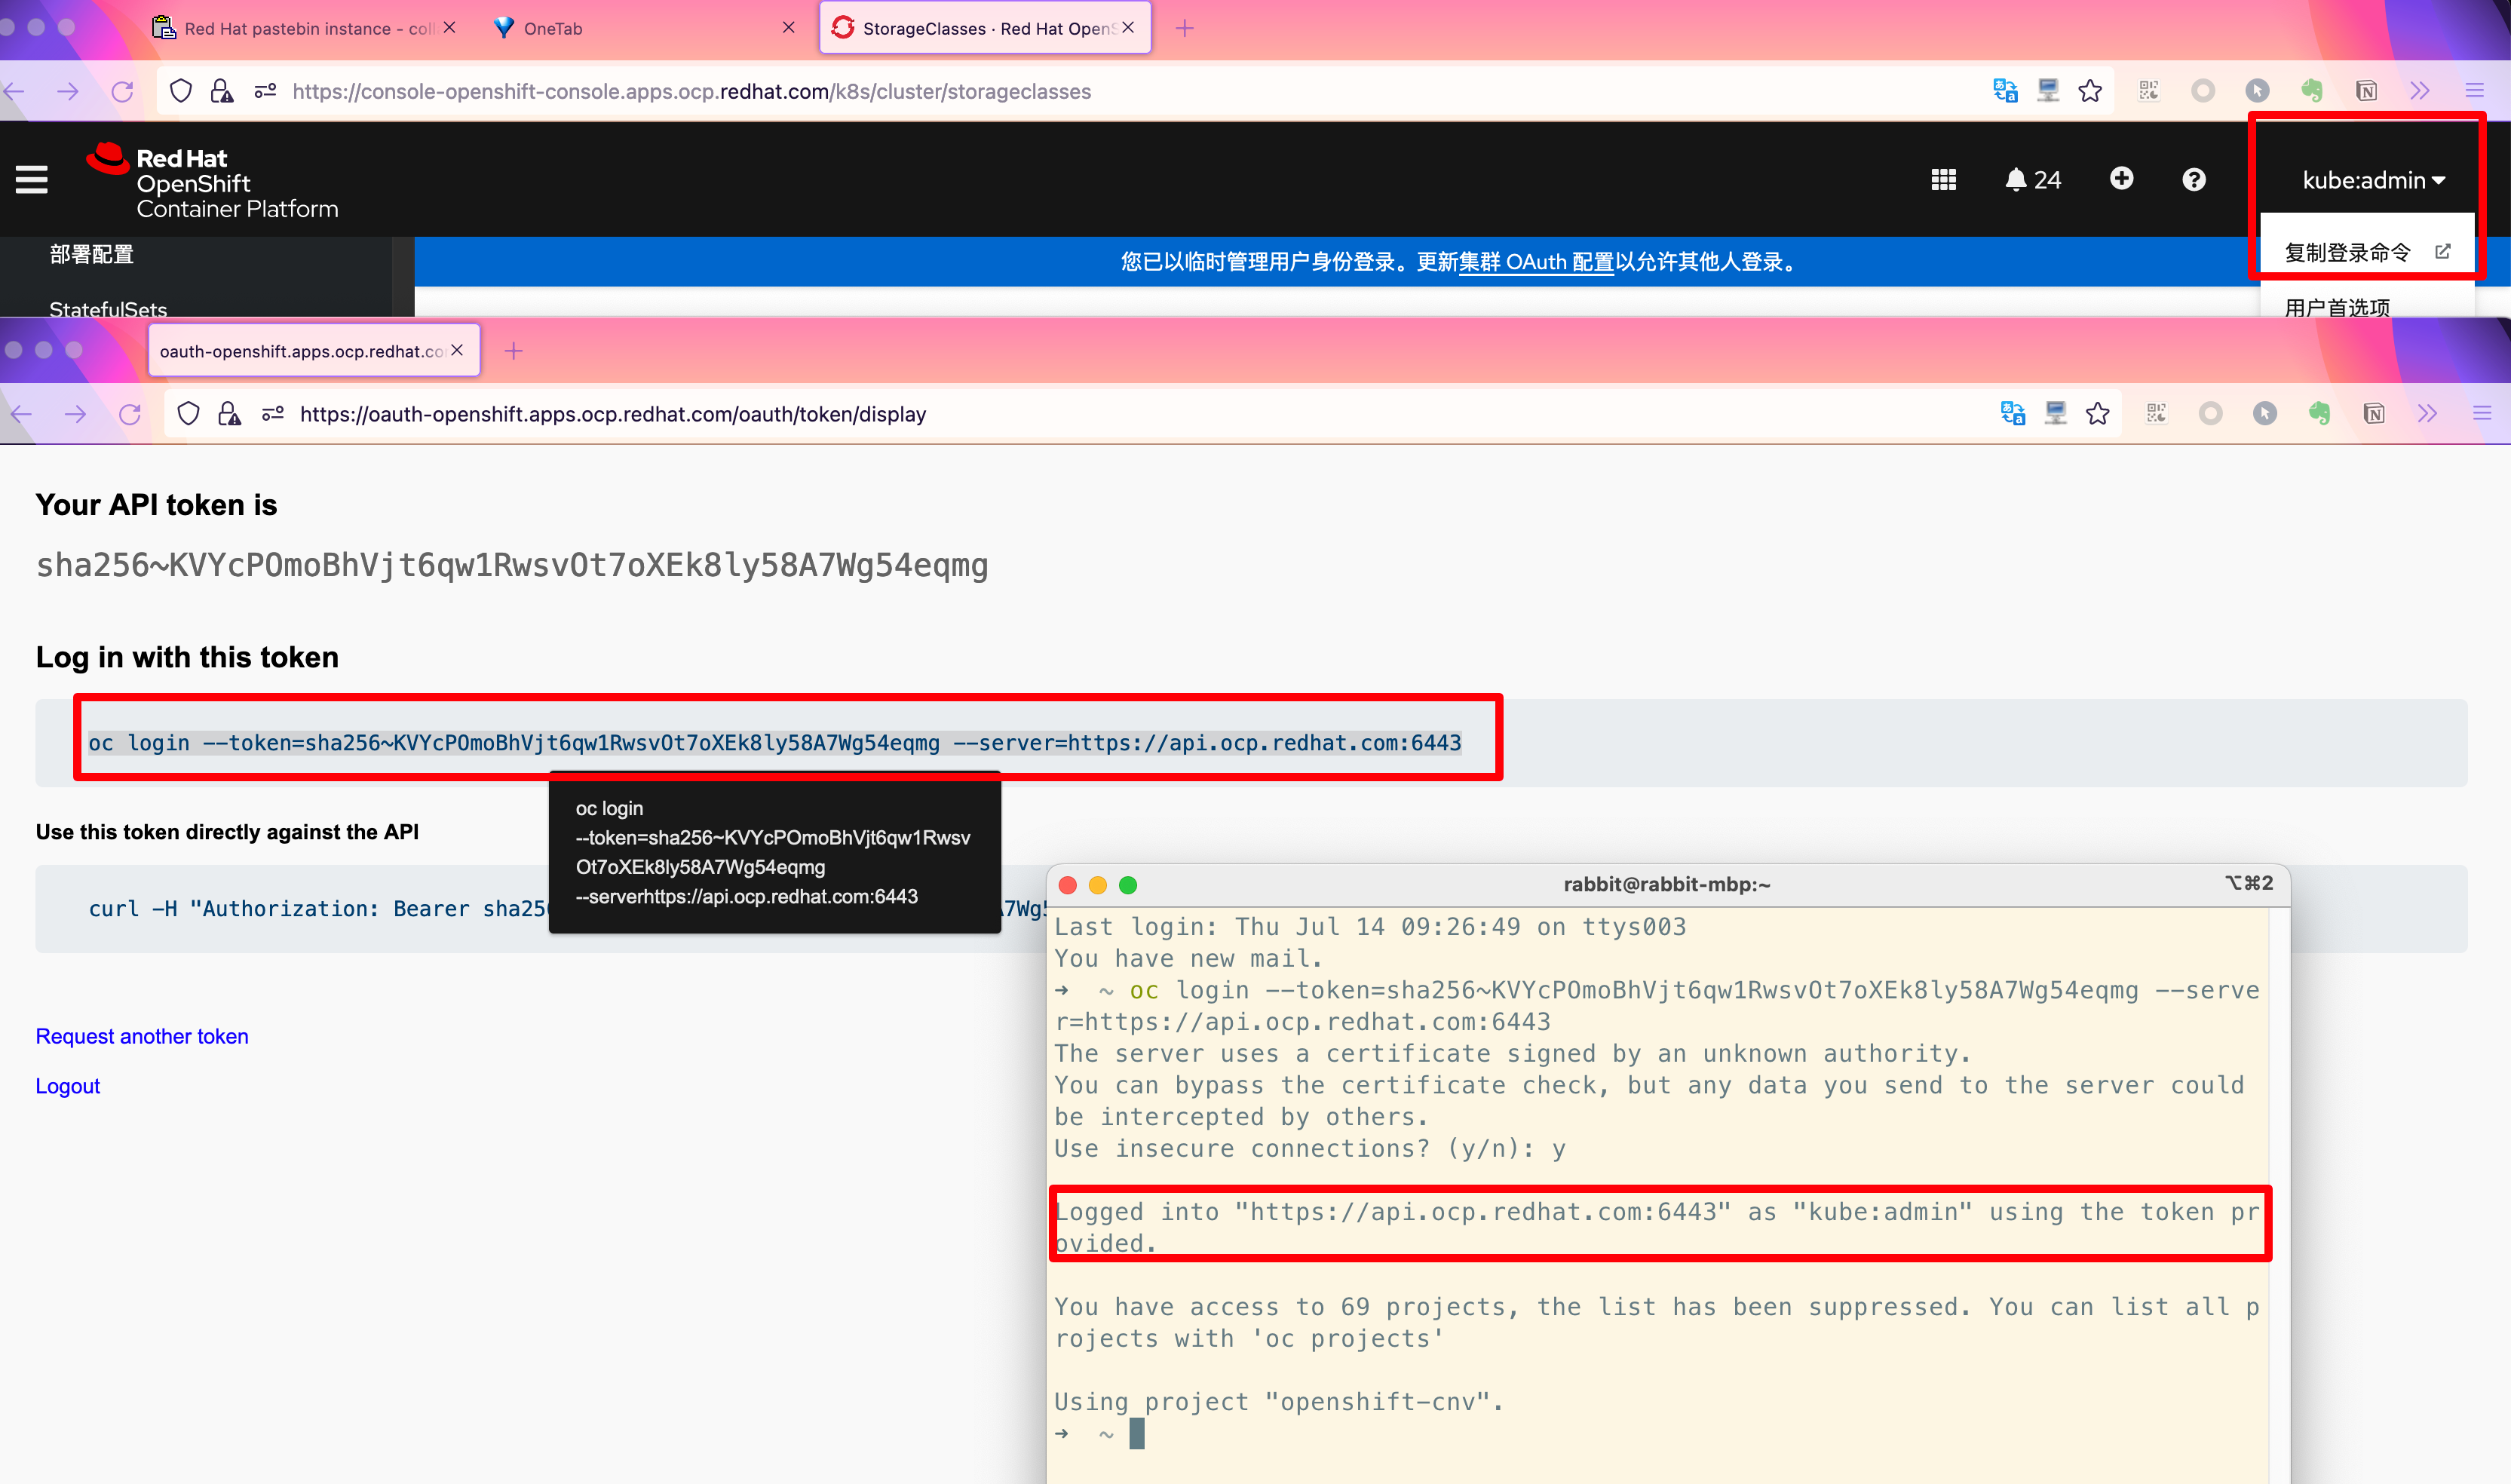 Red Hat pastebin instance - coll
OneTab
StorageClasses · Red Hat OpenS
https://console-openshift-console.apps.ocp.redhat.com/k8s/cluster/storageclasses
Red Hat
OpenShift
Container Platform
24
kube:admin
部署配置
您已以临时管理用户身份登录。更新集群 OAuth 配置以允许其他人登录。
复制登录命令
StatefulSets
用户首选项
oauth-openshift.apps.ocp.redhat.co
https://oauth-openshift.apps.ocp.redhat.com/oauth/token/display
Your API token is
sha256~KVYcPOmoBhVjt6qw1RwsvOt7oXEk8ly58A7Wg54eqmg
Log in with this token
oc login --token=sha256~KVYcPOmoBhVjt6qw1RwsvOt7oXEk8ly58A7Wg54eqmg --server=https://api.ocp.redhat.com:6443
oc login
--token=sha256~KVYcPOmoBhVjt6qw1Rwsv
Ot7oXEk8ly58A7Wg54eqmg
--serverhttps://api.ocp.redhat.com:6443
Use this token directly against the API
curl -H "Authorization: Bearer sha25
Request another token
Logout
rabbit@rabbit-mbp:~
⌥⌘2
Last login: Thu Jul 14 09:26:49 on ttys003
You have new mail.
➜  ~ oc login --token=sha256~KVYcPOmoBhVjt6qw1RwsvOt7oXEk8ly58A7Wg54eqmg --serve
r=https://api.ocp.redhat.com:6443
The server uses a certificate signed by an unknown authority.
You can bypass the certificate check, but any data you send to the server could
be intercepted by others.
Use insecure connections? (y/n): y
Logged into "https://api.ocp.redhat.com:6443" as "kube:admin" using the token pr
ovided.
You have access to 69 projects, the list has been suppressed. You can list all p
rojects with 'oc projects'
Using project "openshift-cnv".
➜  ~